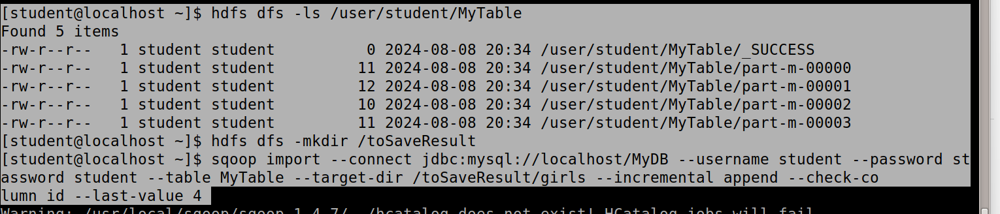 [student@localhost ~]$ hdfs dfs -ls /user/student/MyTable
Found 5 items
-rw-r--r--   1 student student          0 2024-08-08 20:34 /user/student/MyTable/_SUCCESS
-rw-r--r--   1 student student         11 2024-08-08 20:34 /user/student/MyTable/part-m-00000
-rw-r--r--   1 student student         12 2024-08-08 20:34 /user/student/MyTable/part-m-00001
-rw-r--r--   1 student student         10 2024-08-08 20:34 /user/student/MyTable/part-m-00002
-rw-r--r--   1 student student         11 2024-08-08 20:34 /user/student/MyTable/part-m-00003
[student@localhost ~]$ hdfs dfs -mkdir /toSaveResult
[student@localhost ~]$ sqoop import --connect jdbc:mysql://localhost/MyDB --username student --password st
assword student --table MyTable --target-dir /toSaveResult/girls --incremental append --check-co
lumn id --last-value 4
Warning: /usr/local/sqoop/sqoop-1.4.7/../hcatalog does not exist! HCatalog jobs will fail